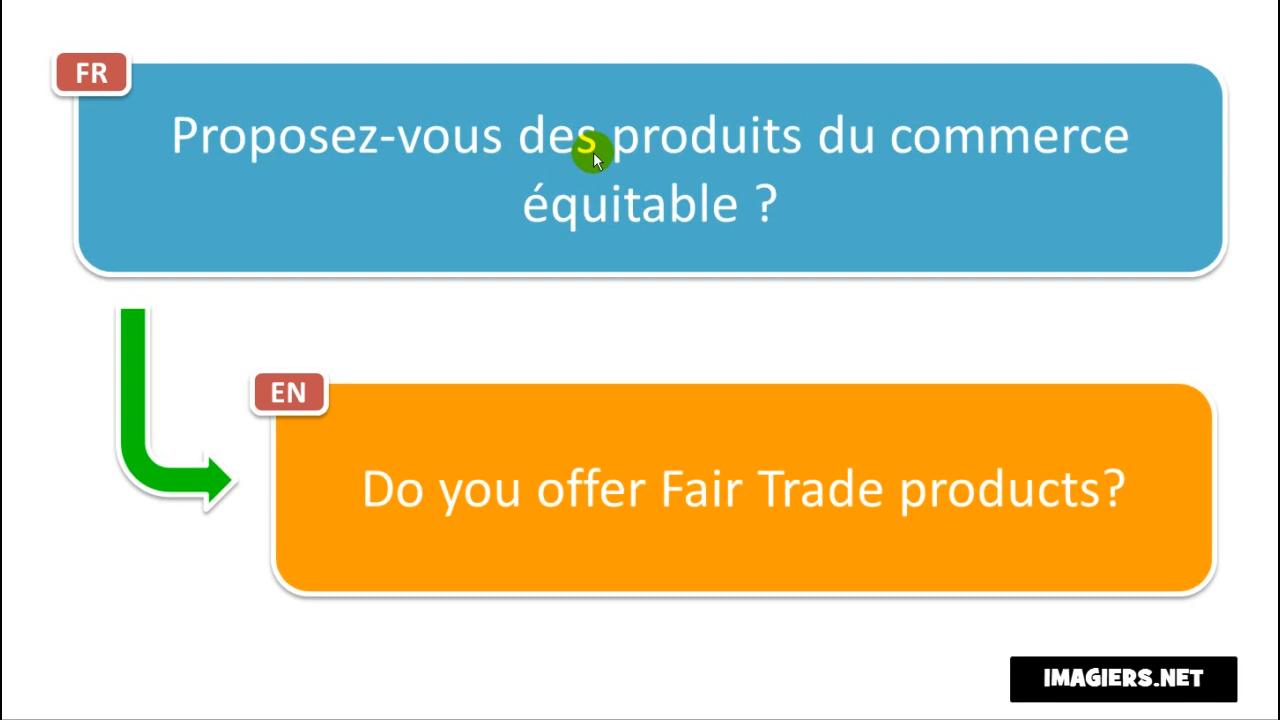 FR
Proposez-vous des produits du commerce
équitable ?
EN
Do you offer Fair Trade products?
IMAGIERS.NET